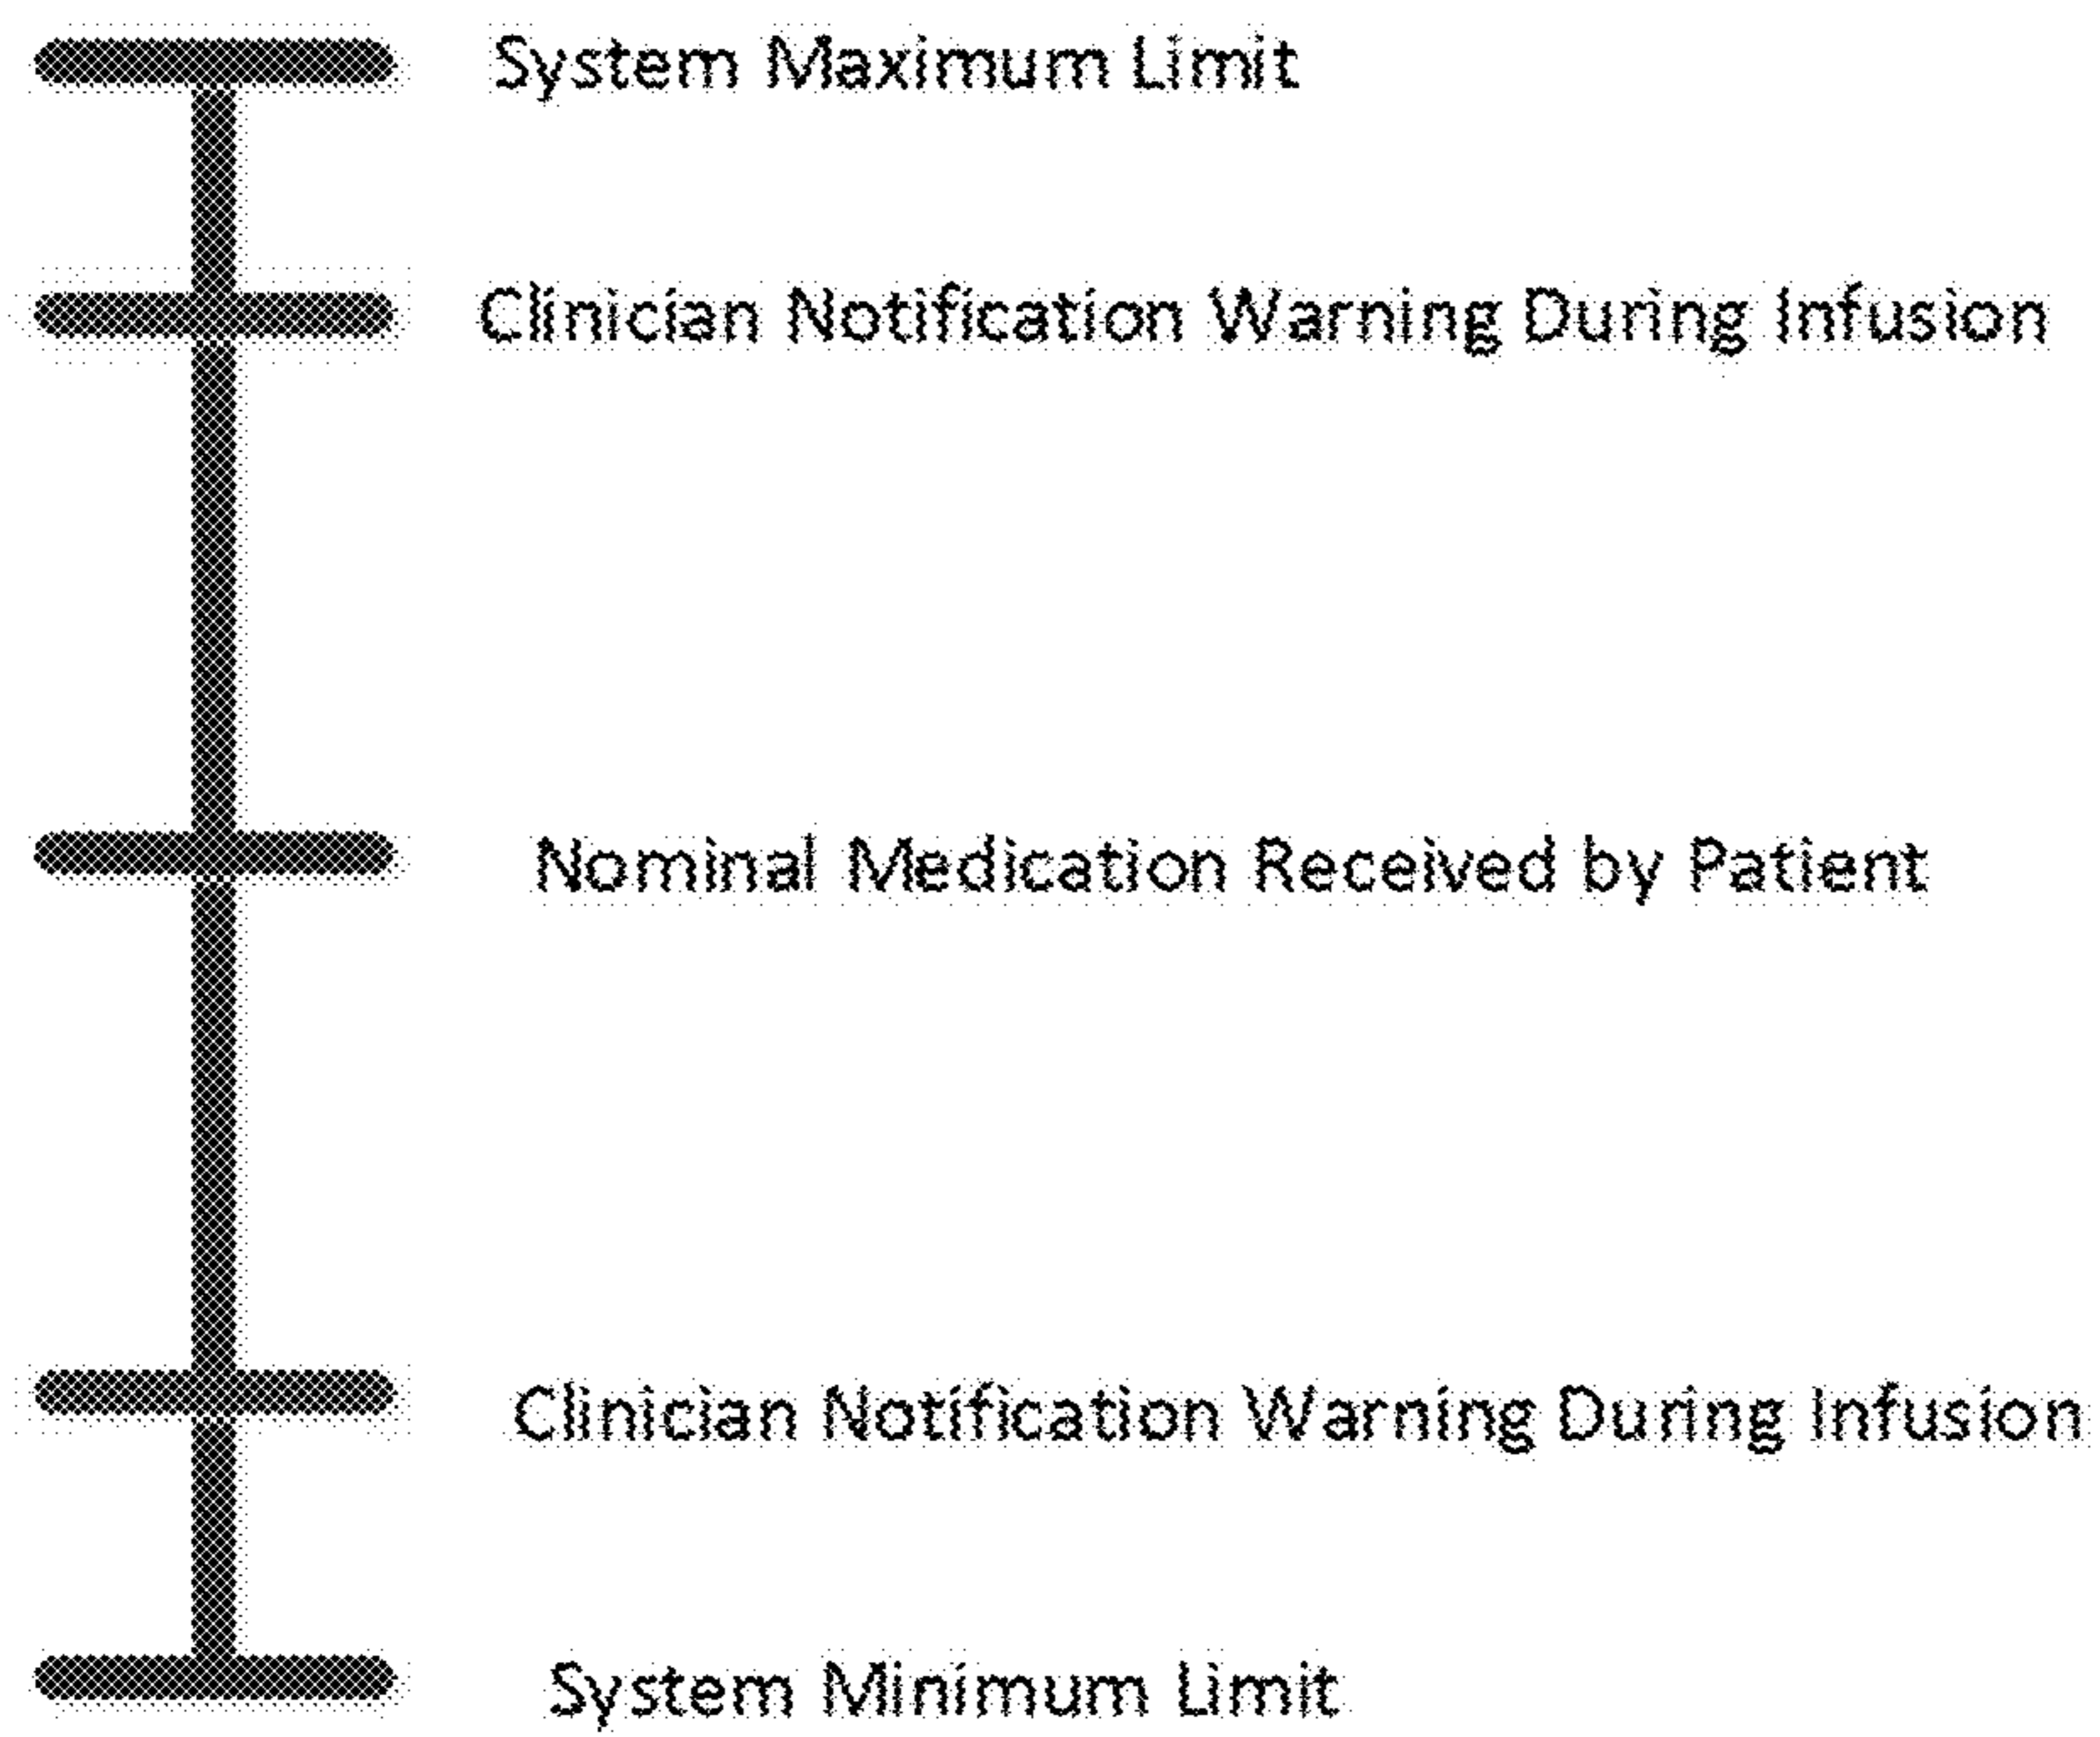 System Maximum Limit
Clinician Notification Warning During Infusion
Nominal Medication Received by Patient
Clinician Notification Warning During Infusion
System Minimum Limit